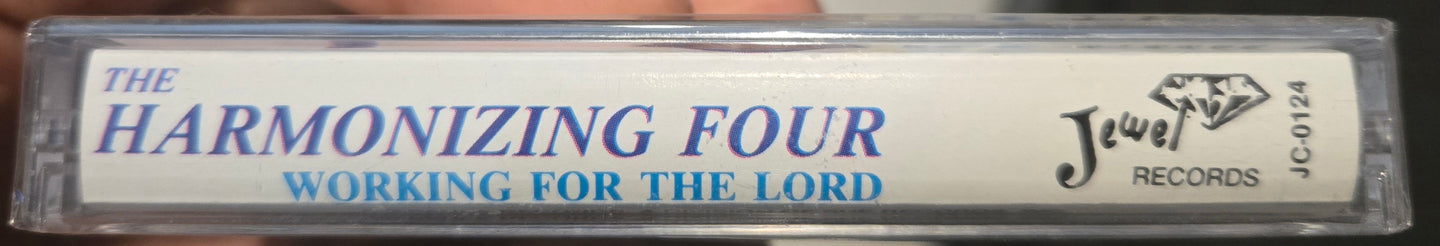 THE
HARMONIZING FOUR
WORKING FOR THE LORD
Jewel
RECORDS
JC-0124